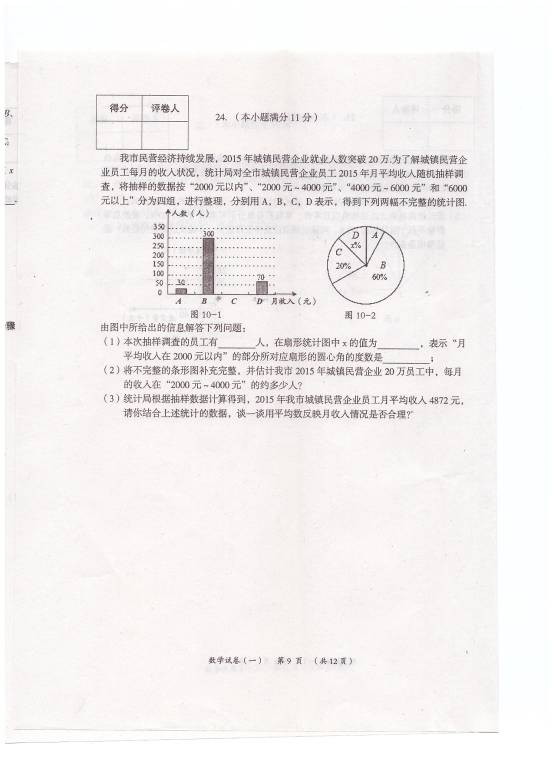 得分 评卷人
24. (本小题满分11分)
我市民营经济持续发展，2015年城镇民营企业就业人数突破20万.为了解城镇民营企
业员工每月的收入状况，统计局对全市城镇民营企业员工2015年月平均收入随机抽样调
查，将抽样的数据按“2000元以内”、“2000元~4000元”、“4000元~6000元”和“6000
元以上”分为四组，进行整理，分别用A，B，C，D表示，得到下列两幅不完整的统计图.
人数（人）
350
300
250
200
150
100
50
0
30
300
70
A B C D 月收入（元）
图10-1
D x%
A
C 20%
B 60%
图10-2
由图中所给出的信息解答下列问题：
（1）本次抽样调查的员工有________人，在扇形统计图中x的值为________，表示“月
平均收入在2000元以内”的部分所对应扇形的圆心角的度数是________；
（2）将不完整的条形图补充完整，并估计我市2015年城镇民营企业20万员工中，每月
的收入在“2000元~4000元”的约多少人?
（3）统计局根据抽样数据计算得到，2015年我市城镇民营企业员工月平均收入4872元，
请你结合上述统计的数据，谈一谈用平均数反映月收入情况是否合理?
x
骤
数学试卷（一） 第9页 （共12页）